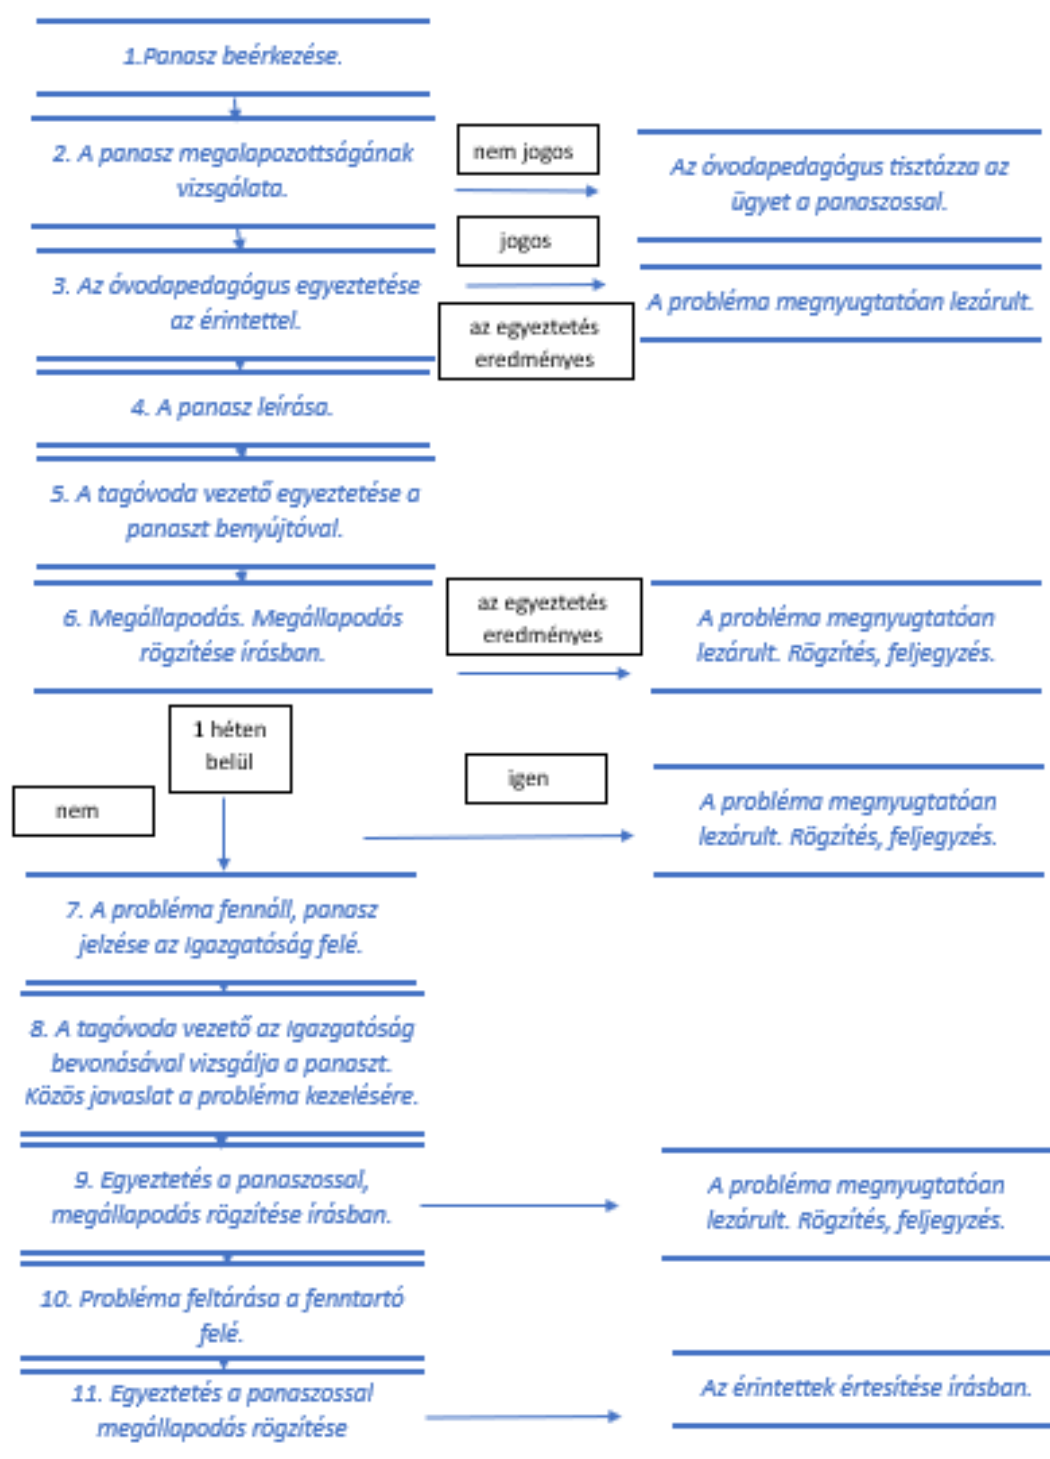 1.Panasz beérkezése.
2. A panasz megalapozottságának
vizsgálata.
nem jogos
Az óvodapedagógus tisztázza az
ügyet a panaszossal.
jogos
3. Az óvodapedagógus egyeztetése
az érintettel.
az egyeztetés
eredményes
A probléma megnyugtatóan lezárult.
4. A panasz leírása.
5. A tagóvoda vezető egyeztetése a
panaszt benyújtóval.
6. Megállapodás. Megállapodás
rögzítése írásban.
az egyeztetés
eredményes
A probléma megnyugtatóan
lezárult. Rögzítés, feljegyzés.
1 héten
belül
nem
igen
A probléma megnyugtatóan
lezárult. Rögzítés, feljegyzés.
7. A probléma fennáll, panasz
jelzése az Igazgatóság felé.
8. A tagóvoda vezető az Igazgatóság
bevonásával vizsgálja a panaszt.
Közös javaslat a probléma kezelésére.
9. Egyeztetés a panaszossal,
megállapodás rögzítése írásban.
A probléma megnyugtatóan
lezárult. Rögzítés, feljegyzés.
10. Probléma feltárása a fenntartó
felé.
11. Egyeztetés a panaszossal
megállapodás rögzítése
Az érintettek értesítése írásban.